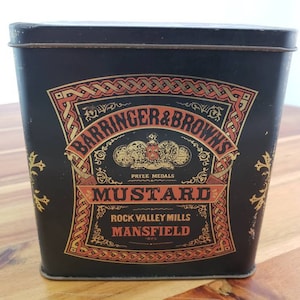 BARRINGER & BROWN'S
PRIZE MEDALS
MUSTARD
ROCK VALLEY MILLS
MANSFIELD